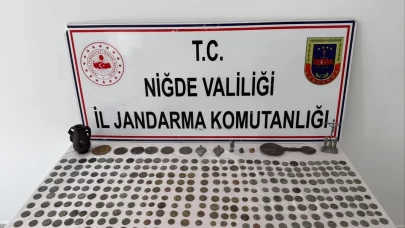 T.C.
NİĞDE VALİLİĞİ
İL JANDARMA KOMUTANLIĞI